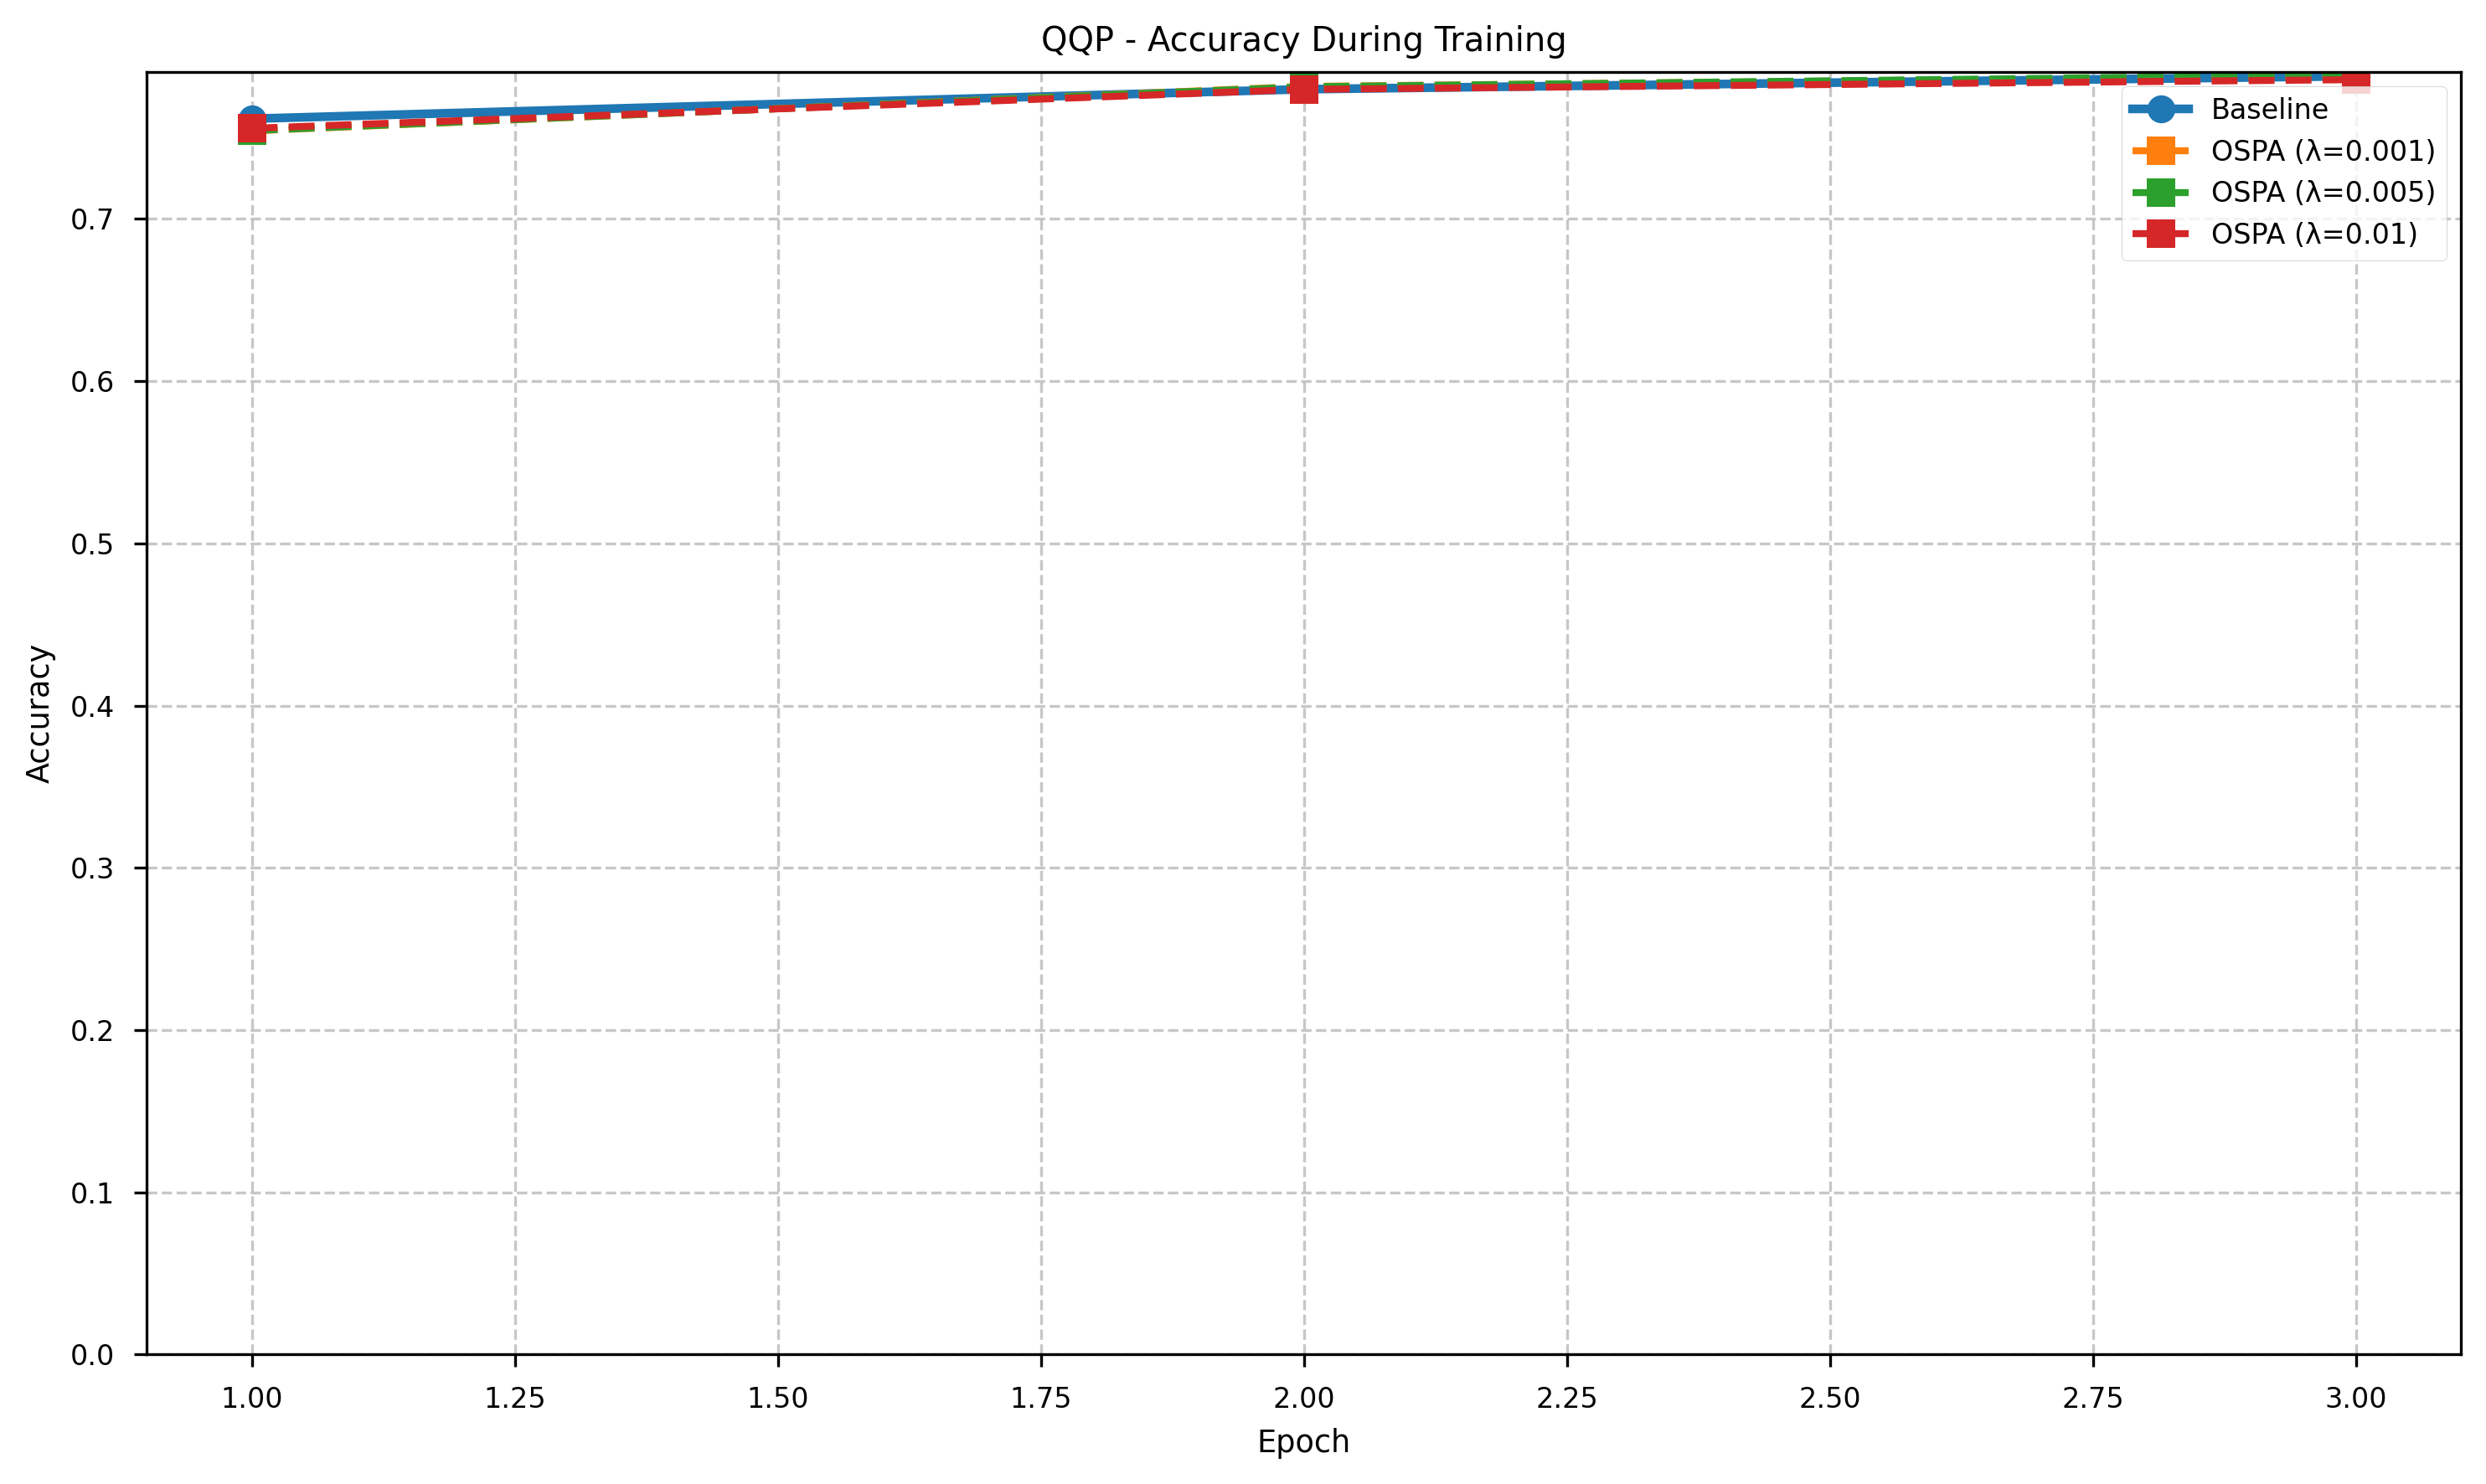 QQP - Accuracy During Training
Baseline
OSPA (λ=0.001)
OSPA (λ=0.005)
OSPA (λ=0.01)
Accuracy
0.7
0.6
0.5
0.4
0.3
0.2
0.1
0.0
1.00 1.25 1.50 1.75 2.00 2.25 2.50 2.75 3.00
Epoch